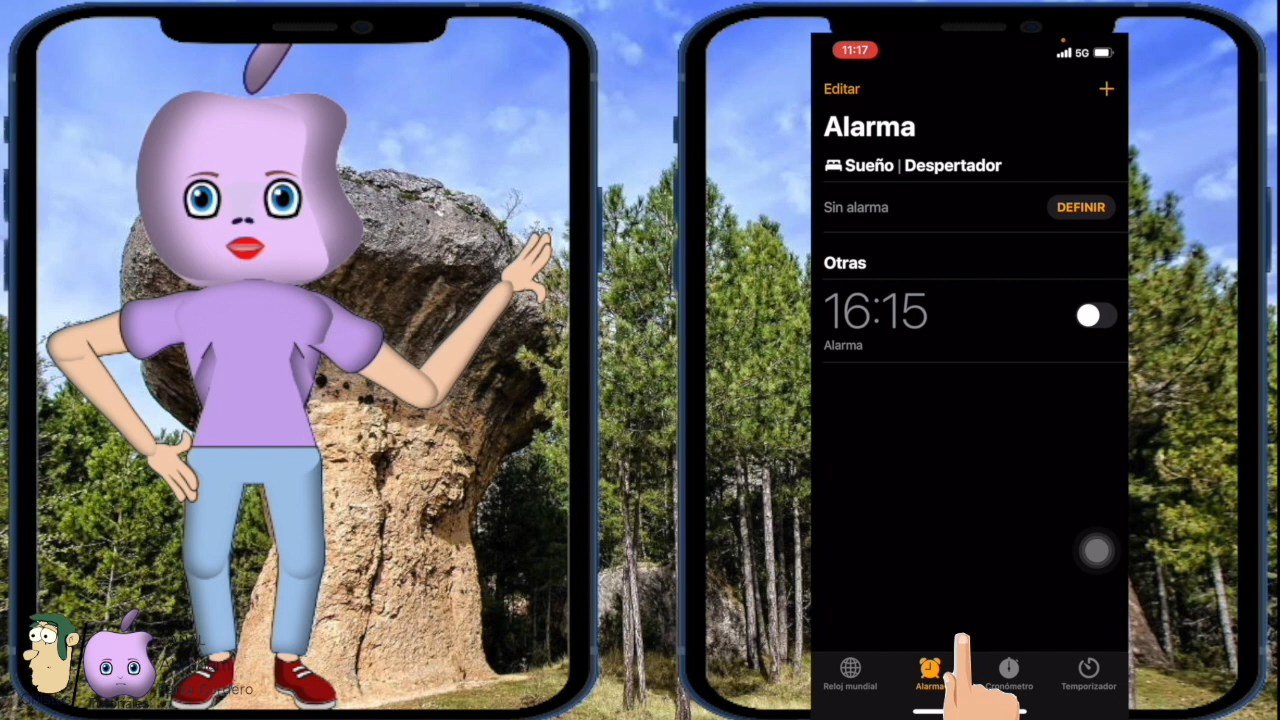 11:17
5G
Editar
+
Alarma
Sueño | Despertador
Sin alarma
DEFINIR
Otras
16:15
Alarma
Reloj mundial
Alarma
Cronómetro
Temporizador